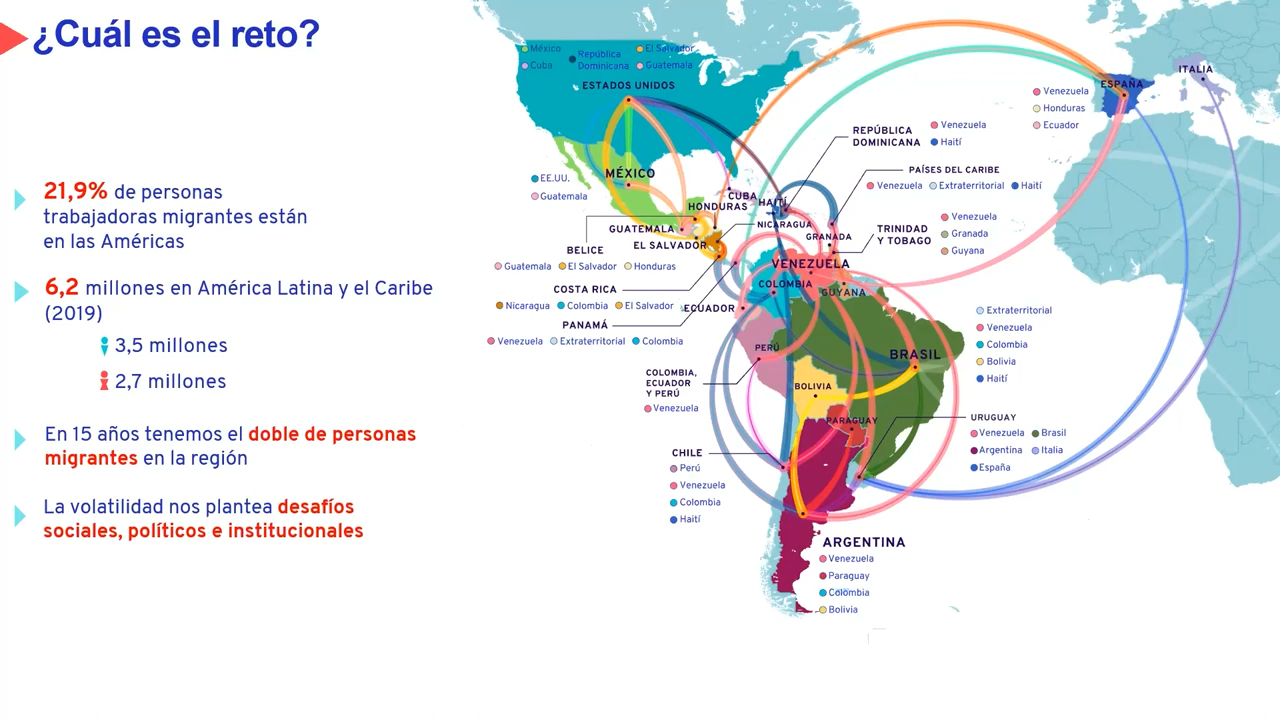 ¿Cuál es el reto?
21,9% de personas
trabajadoras migrantes están
en las Américas
6,2 millones en América Latina y el Caribe
(2019)
3,5 millones
2,7 millones
En 15 años tenemos el doble de personas
migrantes en la región
La volatilidad nos plantea desafíos
sociales, políticos e institucionales
México
República
Dominicana
El Salvador
Cuba
Guatemala
ESTADOS UNIDOS
ESPAÑA
Venezuela
Honduras
Ecuador
ITALIA
REPÚBLICA
DOMINICANA
Venezuela
Haití
MÉXICO
EE.UU.
Guatemala
PAÍSES DEL CARIBE
Venezuela
Extraterritorial
Haití
CUBA
HAITÍ
HONDURAS
NICARAGUA
GUATEMALA
EL SALVADOR
GRANADA
TRINIDAD
Y TOBAGO
Venezuela
Granada
Guyana
BELICE
Guatemala
El Salvador
Honduras
VENEZUELA
COLOMBIA
GUYANA
COSTA RICA
Nicaragua
Colombia
El Salvador
ECUADOR
PANAMÁ
Venezuela
Extraterritorial
Colombia
PERÚ
BRASIL
Extraterritorial
Venezuela
Colombia
Bolivia
Haití
COLOMBIA,
ECUADOR
Y PERÚ
Venezuela
BOLIVIA
PARAGUAY
URUGUAY
Venezuela
Brasil
Argentina
Italia
España
CHILE
Perú
Venezuela
Colombia
Haití
ARGENTINA
Venezuela
Paraguay
Colombia
Bolivia